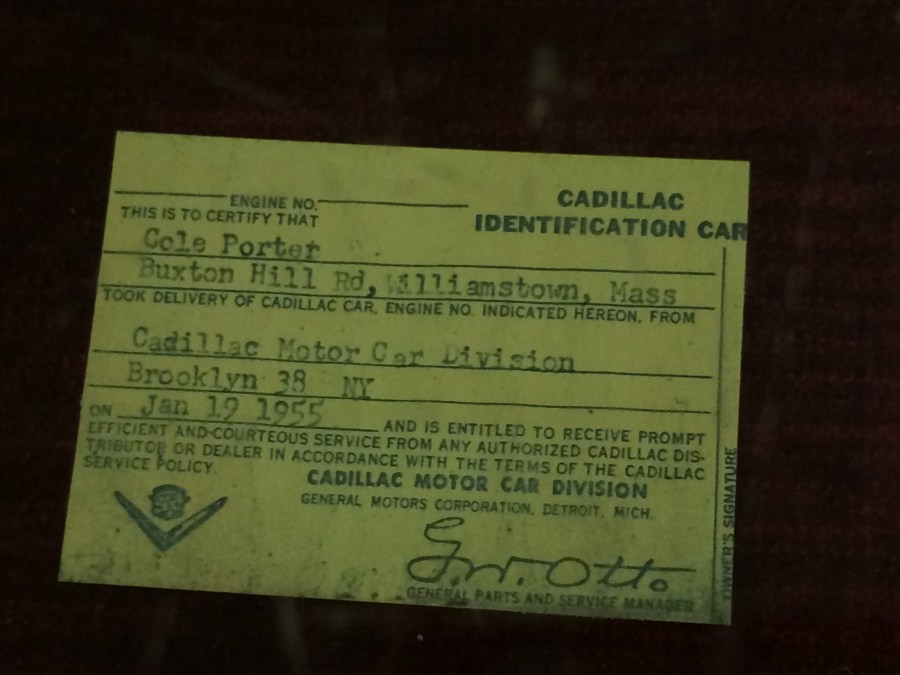 ENGINE NO.
CADILLAC
IDENTIFICATION CAR
THIS IS TO CERTIFY THAT
Cole Porter
Buxton Hill Rd, Williamstown, Mass
TOOK DELIVERY OF CADILLAC CAR, ENGINE NO. INDICATED HEREON, FROM
Cadillac Motor Car Division
Brooklyn 38 NY
ON Jan 19 1955 AND IS ENTITLED TO RECEIVE PROMPT
EFFICIENT AND COURTEOUS SERVICE FROM ANY AUTHORIZED CADILLAC DIS-
TRIBUTOR OR DEALER IN ACCORDANCE WITH THE TERMS OF THE CADILLAC
SERVICE POLICY.
CADILLAC MOTOR CAR DIVISION
GENERAL MOTORS CORPORATION, DETROIT, MICH.
G.W. Otto
GENERAL PARTS AND SERVICE MANAGER
OWNER'S SIGNATURE